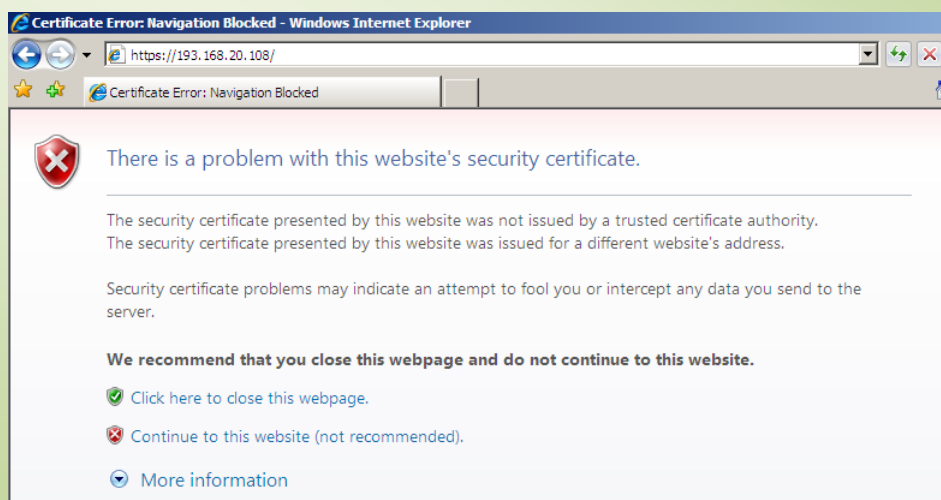 Certificate Error: Navigation Blocked - Windows Internet Explorer
https://193.168.20.108/
Certificate Error: Navigation Blocked
There is a problem with this website's security certificate.
The security certificate presented by this website was not issued by a trusted certificate authority.
The security certificate presented by this website was issued for a different website's address.
Security certificate problems may indicate an attempt to fool you or intercept any data you send to the
server.
We recommend that you close this webpage and do not continue to this website.
Click here to close this webpage.
Continue to this website (not recommended).
More information